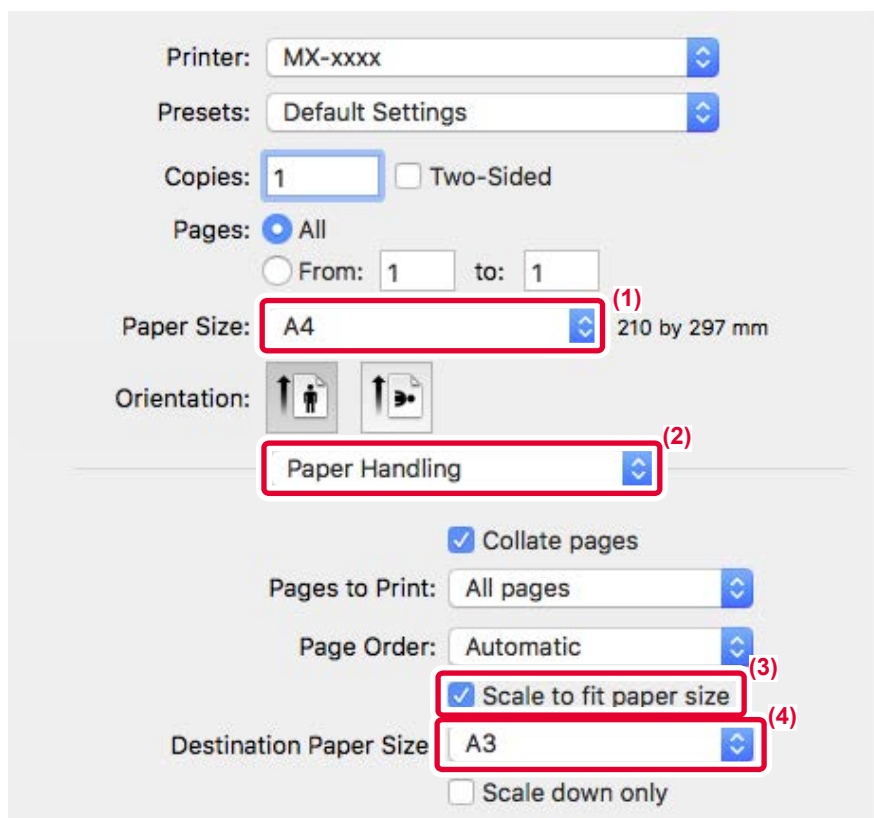 Printer: MX-xxxx
Presets: Default Settings
Copies: 1 Two-Sided
Pages: All
From: 1 to: 1
(1)
Paper Size: A4 210 by 297 mm
Orientation:
(2)
Paper Handling
Collate pages
Pages to Print: All pages
Page Order: Automatic
(3)
Scale to fit paper size
(4)
Destination Paper Size A3
Scale down only